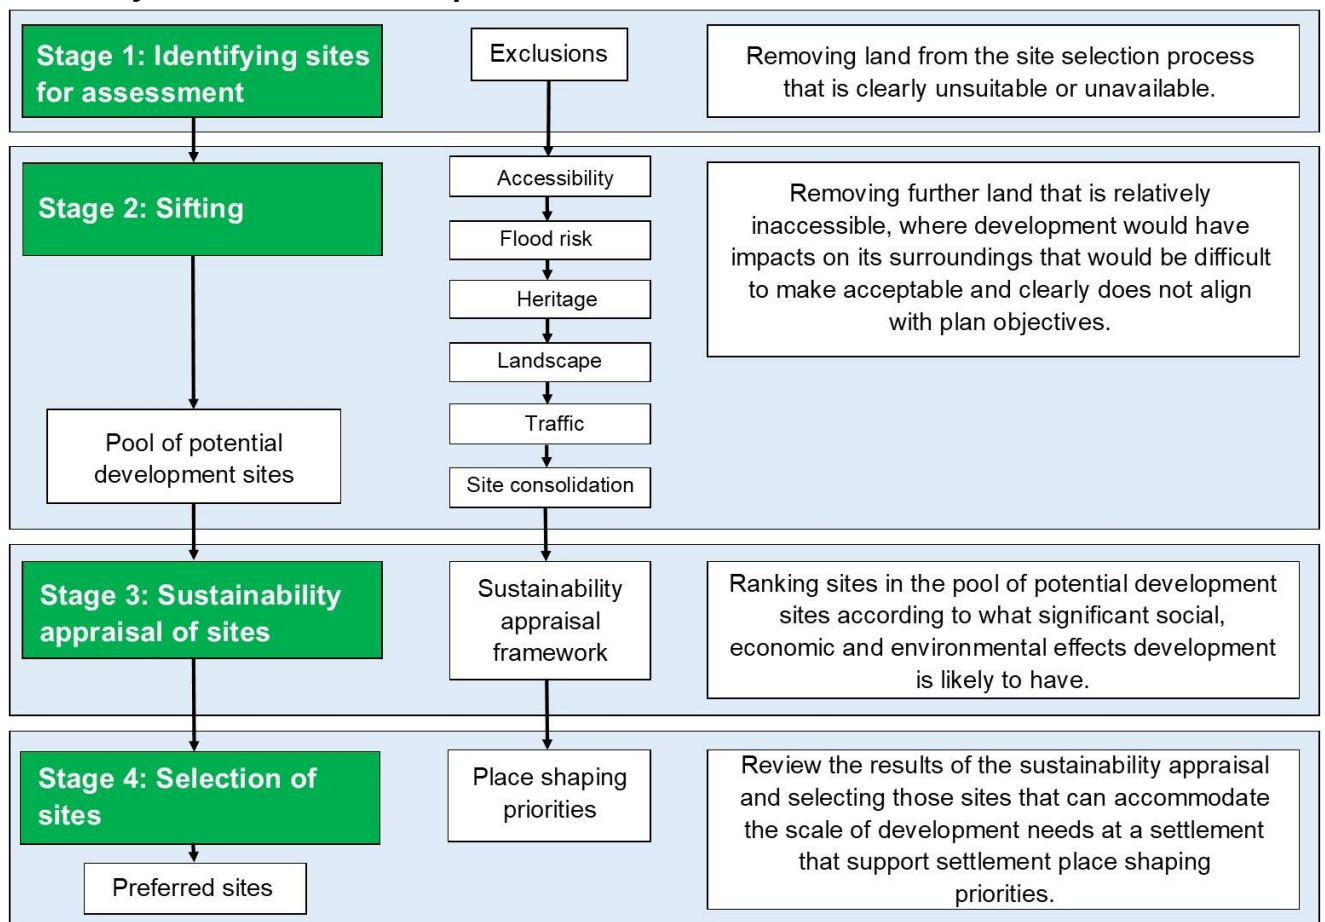 Stage 1: Identifying sites
for assessment
Exclusions
Removing land from the site selection process
that is clearly unsuitable or unavailable.
Stage 2: Sifting
Accessibility
Flood risk
Heritage
Landscape
Traffic
Site consolidation
Removing further land that is relatively
inaccessible, where development would have
impacts on its surroundings that would be difficult
to make acceptable and clearly does not align
with plan objectives.
Pool of potential
development sites
Stage 3: Sustainability
appraisal of sites
Sustainability
appraisal
framework
Ranking sites in the pool of potential development
sites according to what significant social,
economic and environmental effects development
is likely to have.
Stage 4: Selection of
sites
Preferred sites
Place shaping
priorities
Review the results of the sustainability appraisal
and selecting those sites that can accommodate
the scale of development needs at a settlement
that support settlement place shaping
priorities.